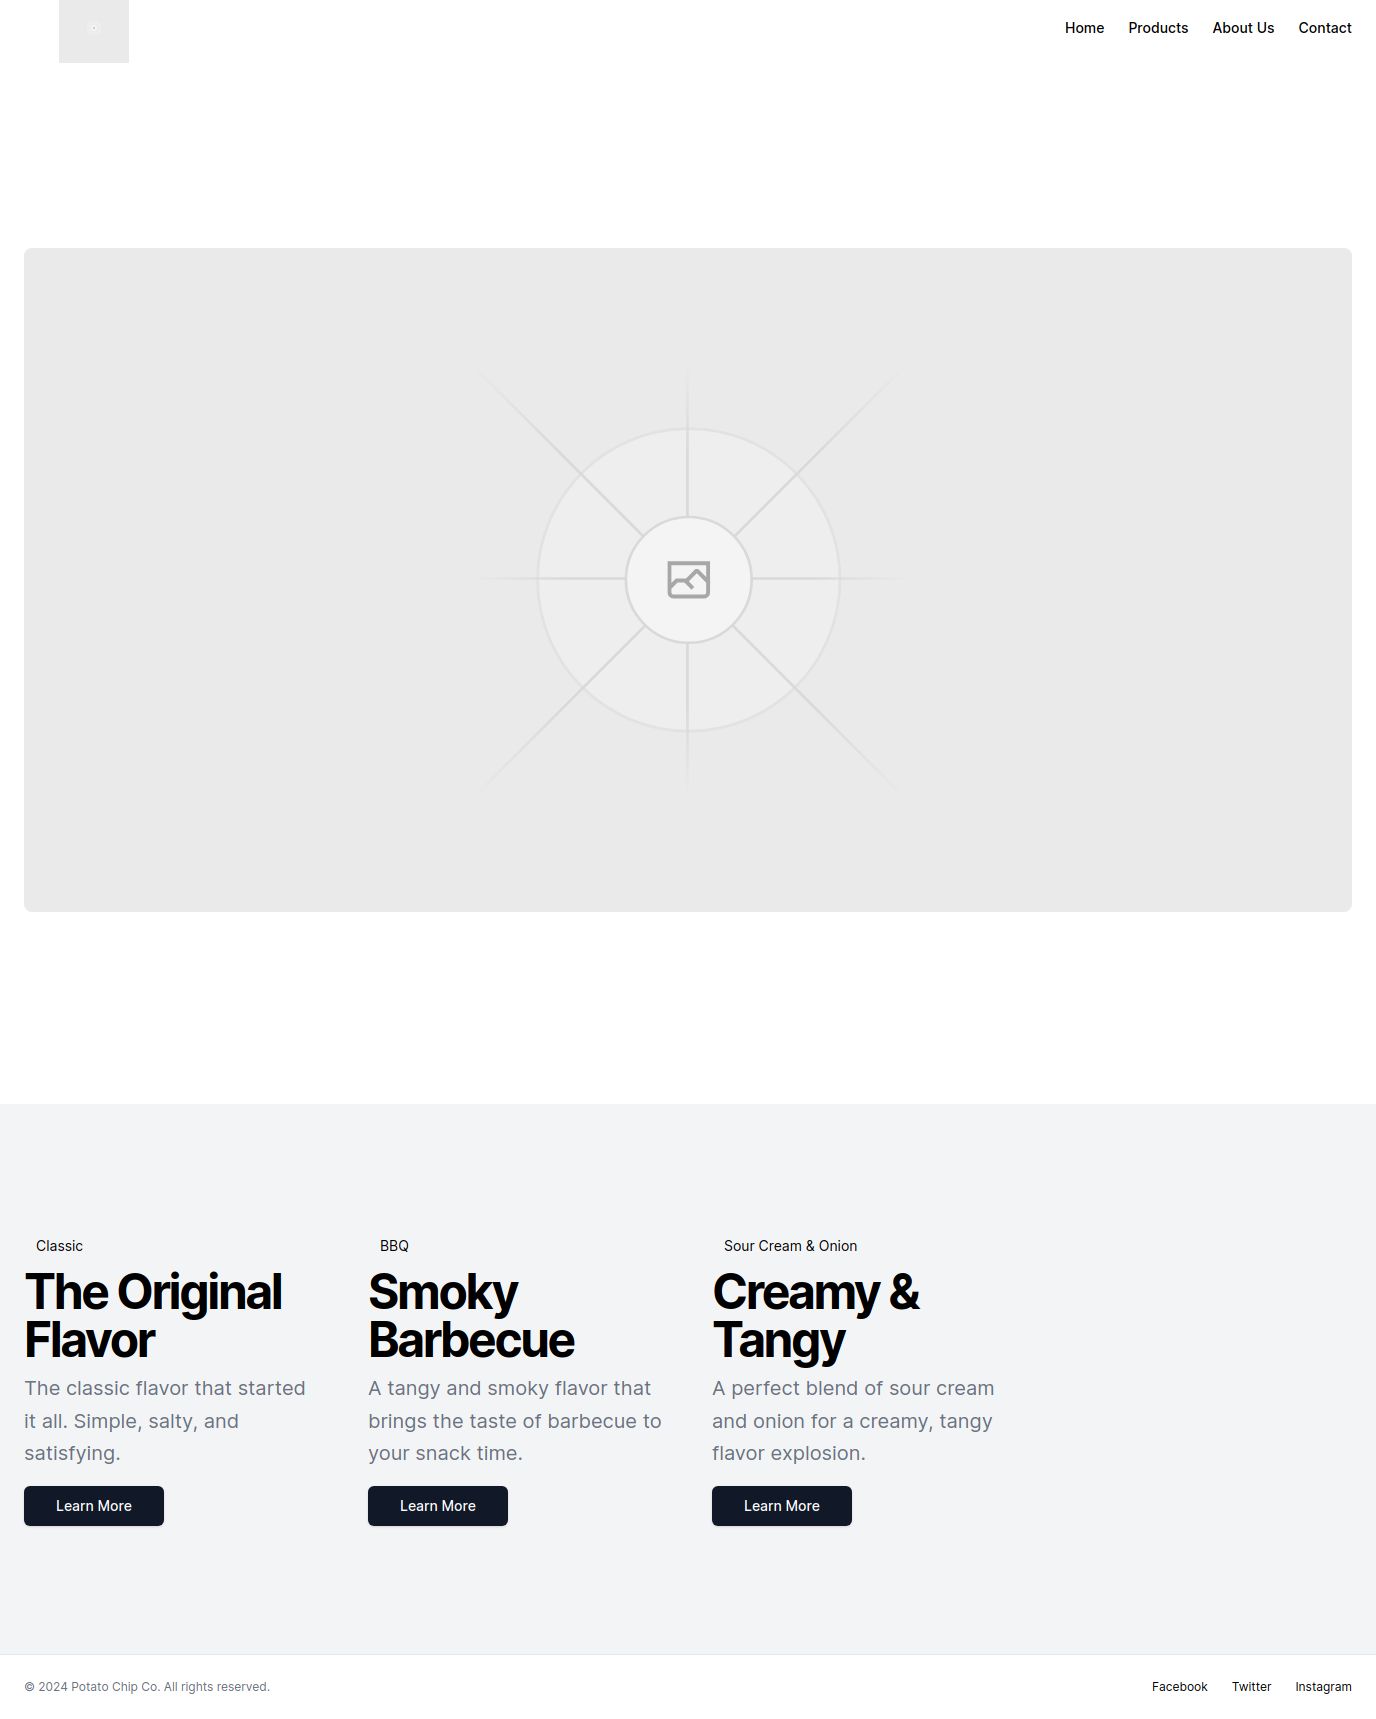 Home Products About Us Contact
Classic
The Original
Flavor
The classic flavor that started
it all. Simple, salty, and
satisfying.
Learn More
BBQ
Smoky
Barbecue
A tangy and smoky flavor that
brings the taste of barbecue to
your snack time.
Learn More
Sour Cream & Onion
Creamy &
Tangy
A perfect blend of sour cream
and onion for a creamy, tangy
flavor explosion.
Learn More
© 2024 Potato Chip Co. All rights reserved.
Facebook Twitter Instagram